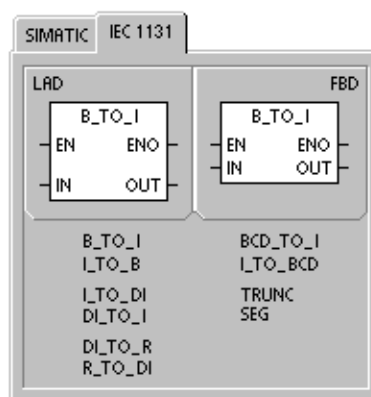 SIMATIC IEC 1131
LAD FBD
B_TO_I B_TO_I
EN ENO EN ENO
IN OUT IN OUT
B_TO_I BCD_TO_I
I_TO_B I_TO_BCD
I_TO_DI TRUNC
DI_TO_I SEG
DI_TO_R
R_TO_DI